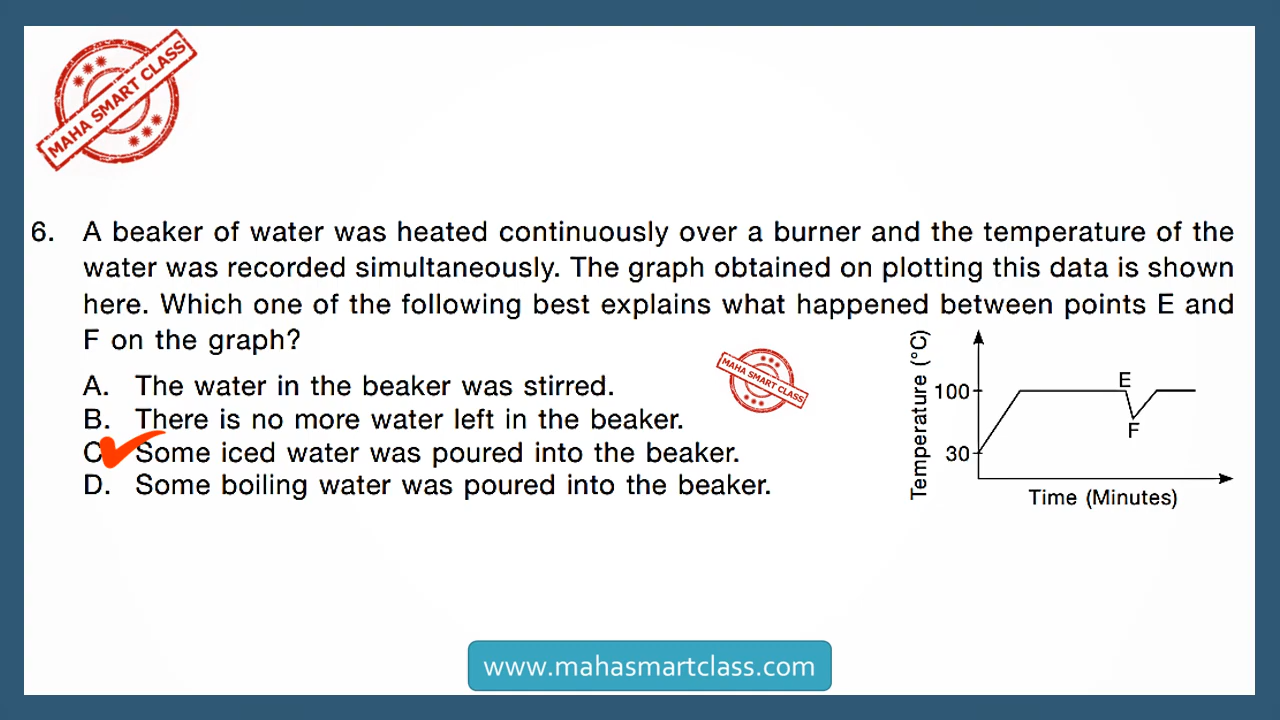 MAHA SMART CLASS
6. A beaker of water was heated continuously over a burner and the temperature of the
water was recorded simultaneously. The graph obtained on plotting this data is shown
here. Which one of the following best explains what happened between points E and
F on the graph?
A. The water in the beaker was stirred.
B. There is no more water left in the beaker.
C. Some iced water was poured into the beaker.
D. Some boiling water was poured into the beaker.
MAHA SMART CLASS
Temperature (°C)
100
30
E
F
Time (Minutes)
www.mahasmartclass.com